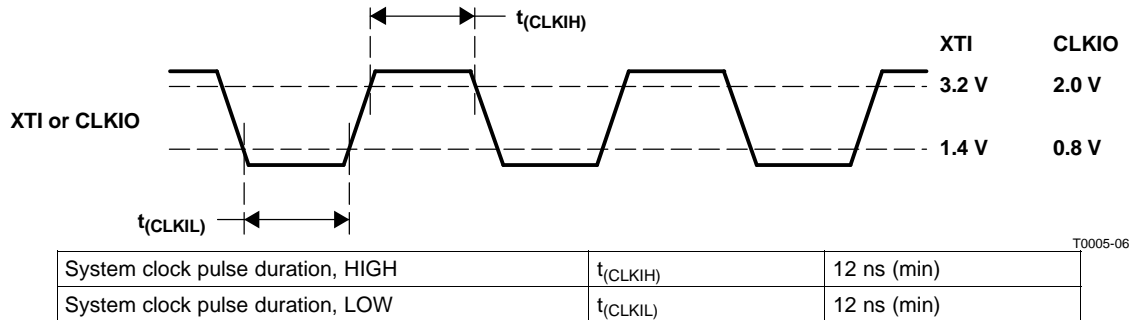 t(CLKIH)
XTI CLKIO
3.2 V 2.0 V
XTI or CLKIO
1.4 V 0.8 V
t(CLKIL)
T0005-06
System clock pulse duration, HIGH t(CLKIH) 12 ns (min)
System clock pulse duration, LOW t(CLKIL) 12 ns (min)